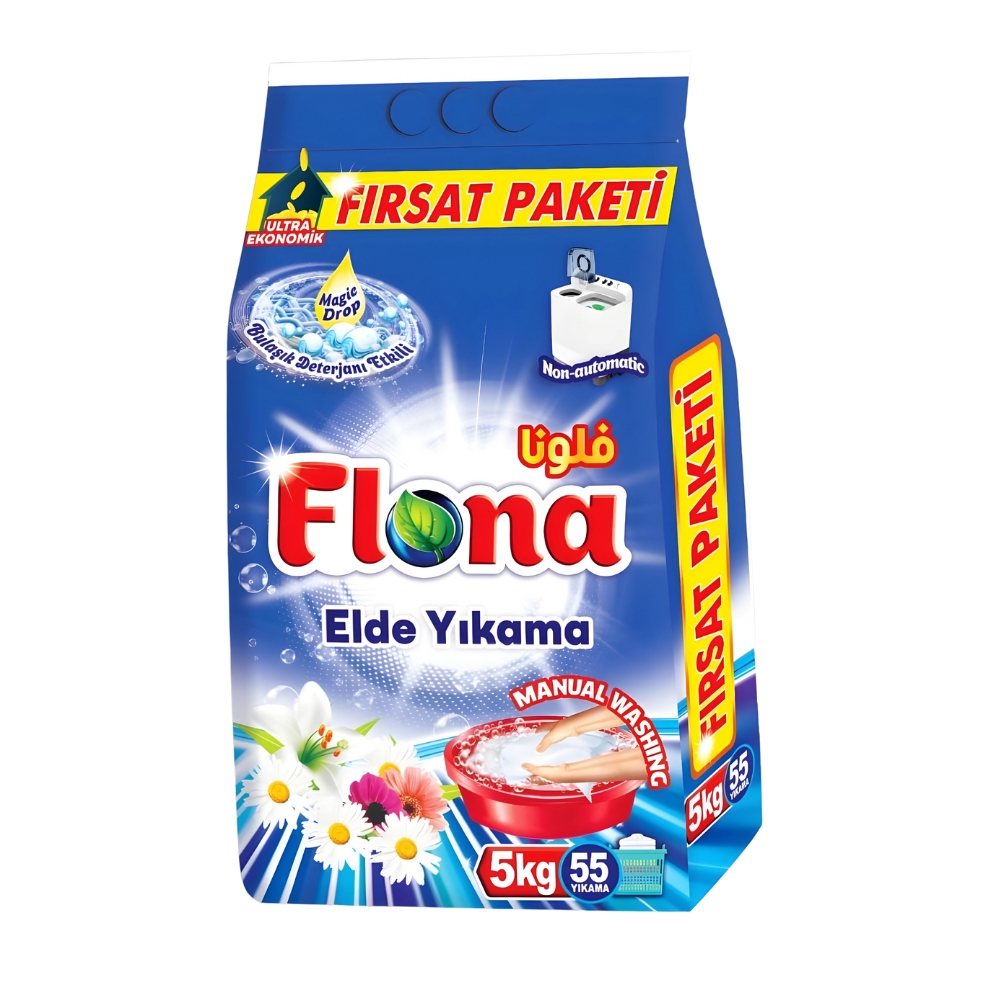 FIRSAT PAKETİ
ULTRA
EKONOMİK
Magic
Drop
Bulaşık Deterjanı Etkili
Non-automatic
فلونا
Flona
Elde Yıkama
MANUAL WASHING
5kg
55
YIKAMA
FIRSAT PAKETİ
5kg
55
YIKAMA